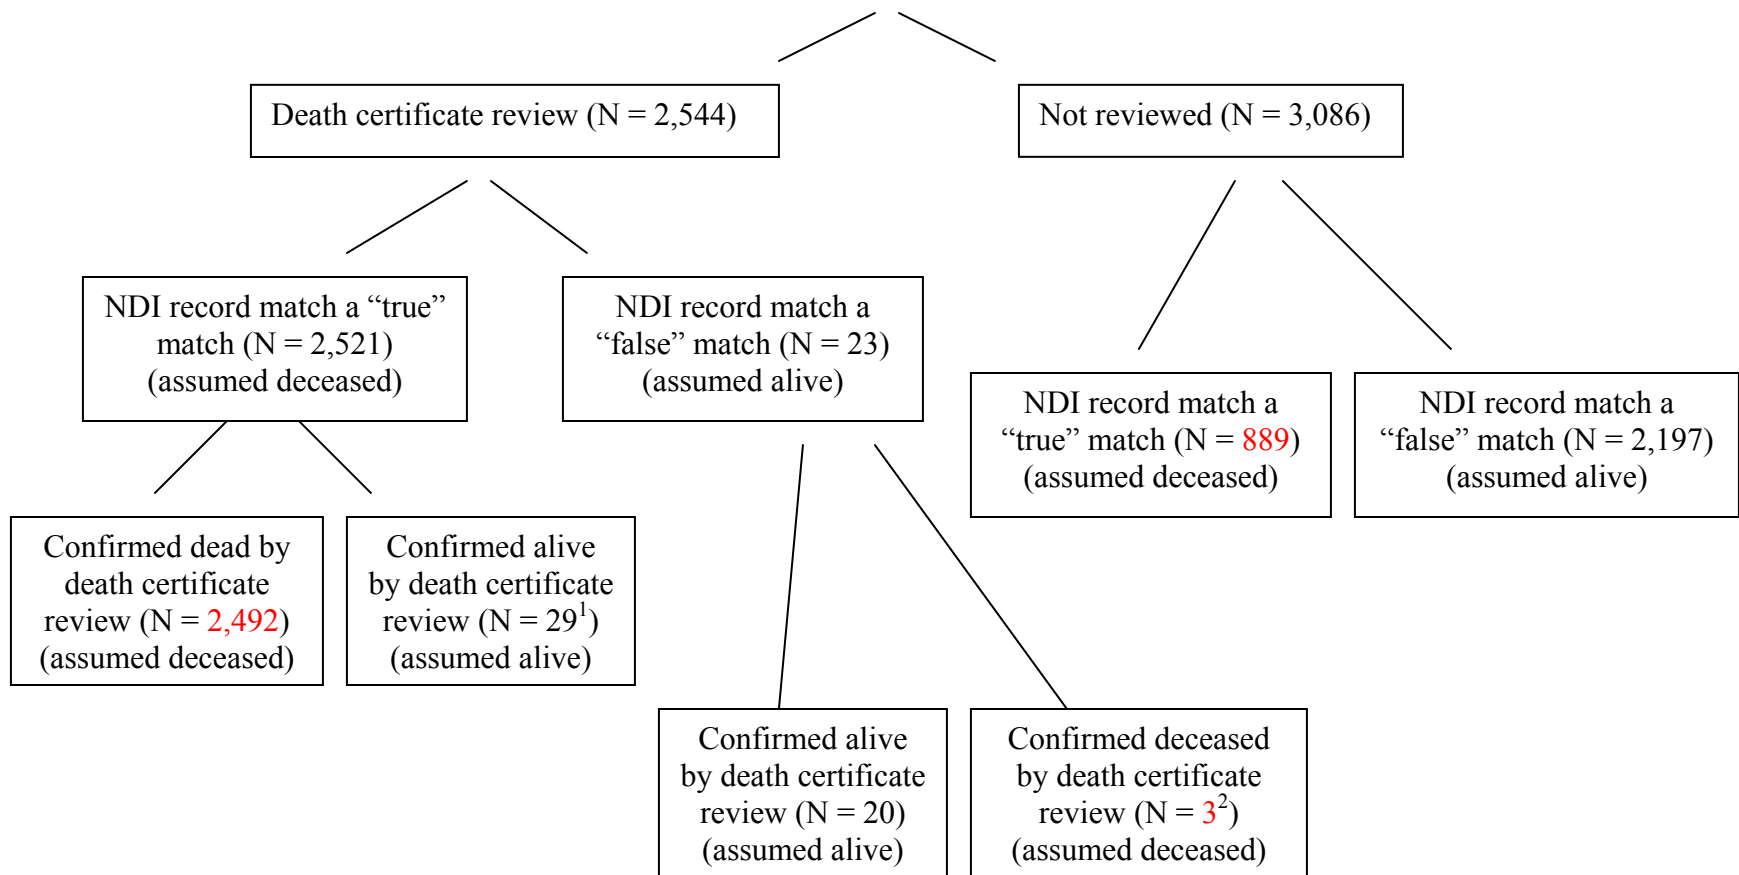 Death certificate review (N = 2,544)
Not reviewed (N = 3,086)
NDI record match a “true”
match (N = 2,521)
(assumed deceased)
NDI record match a
“false” match (N = 23)
(assumed alive)
NDI record match a
“true” match (N = 889)
(assumed deceased)
NDI record match a
“false” match (N = 2,197)
(assumed alive)
Confirmed dead by
death certificate
review (N = 2,492)
(assumed deceased)
Confirmed alive
by death certificate
review (N = 29¹)
(assumed alive)
Confirmed alive
by death certificate
review (N = 20)
(assumed alive)
Confirmed deceased
by death certificate
review (N = 3²)
(assumed deceased)